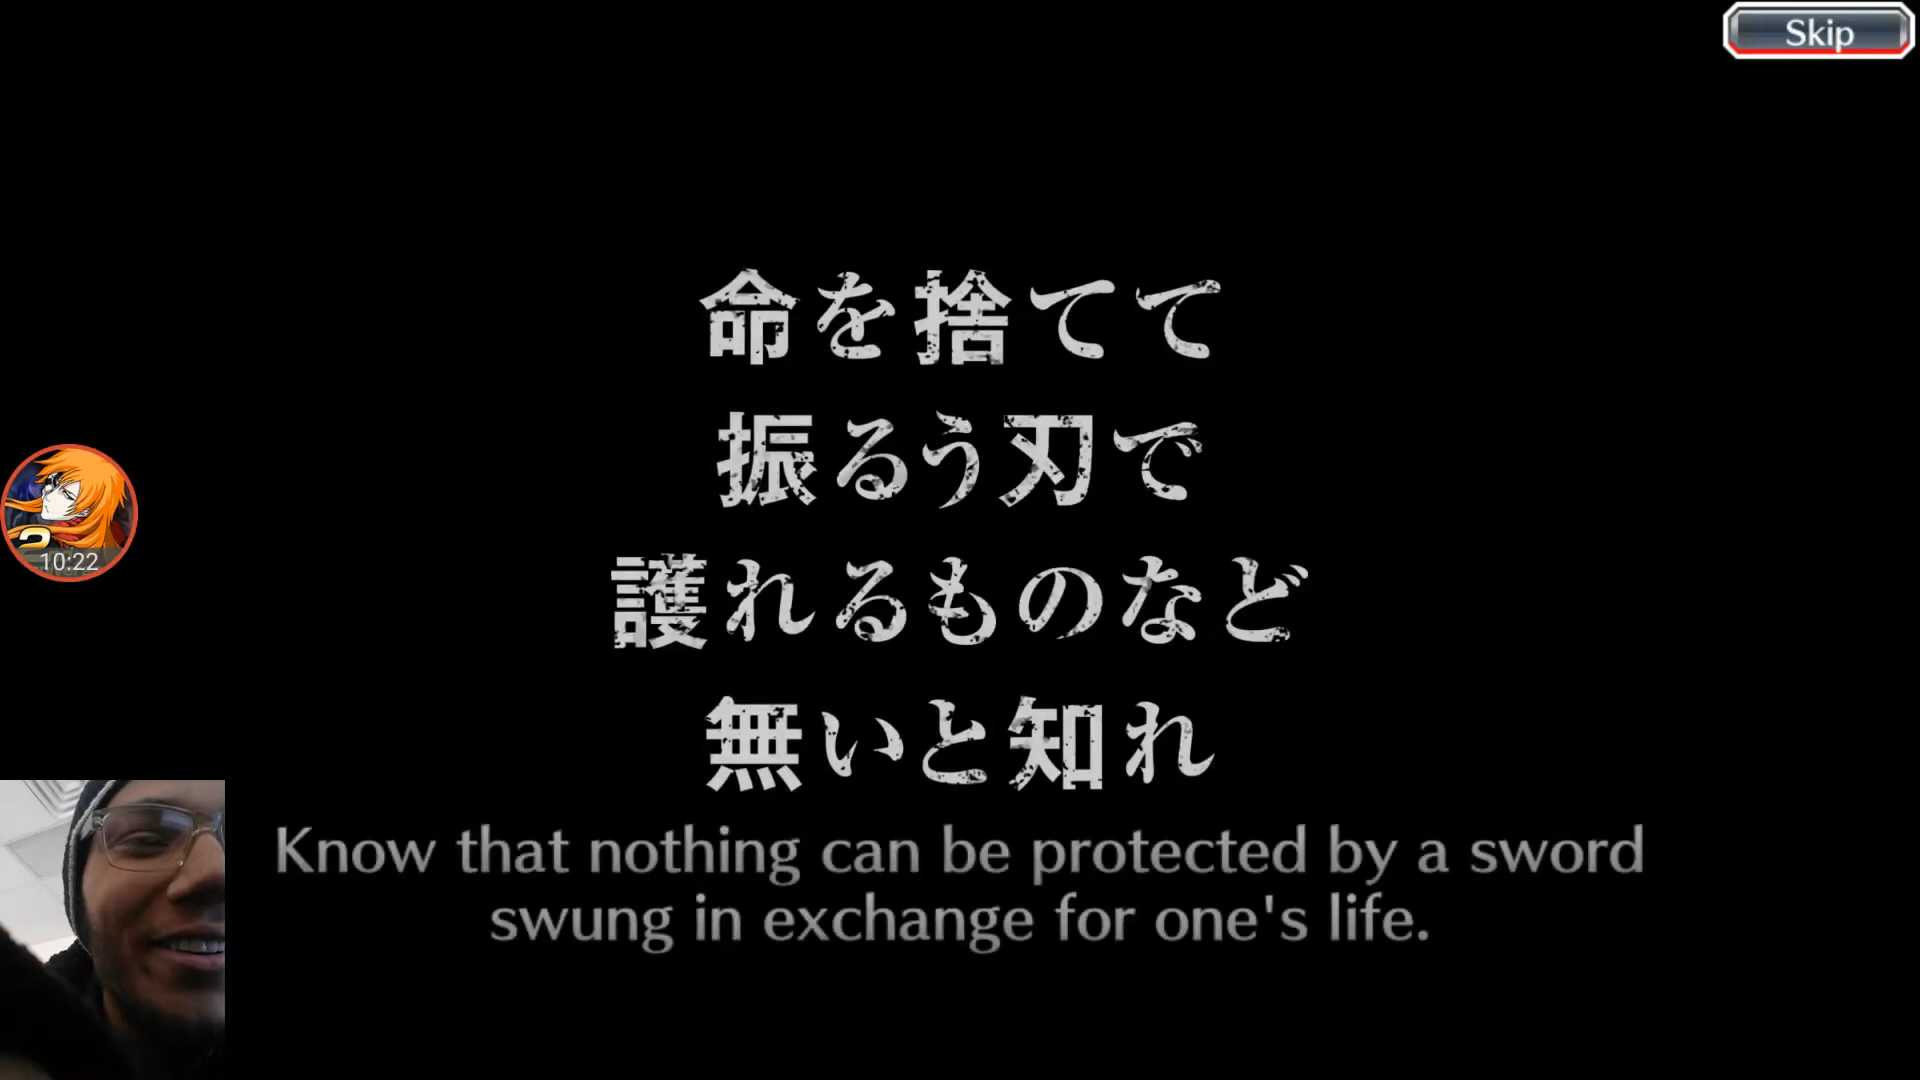 Skip
命を捨てて
振るう刃で
護れるものなど
無いと知れ
10:22
Know that nothing can be protected by a sword
swung in exchange for one's life.